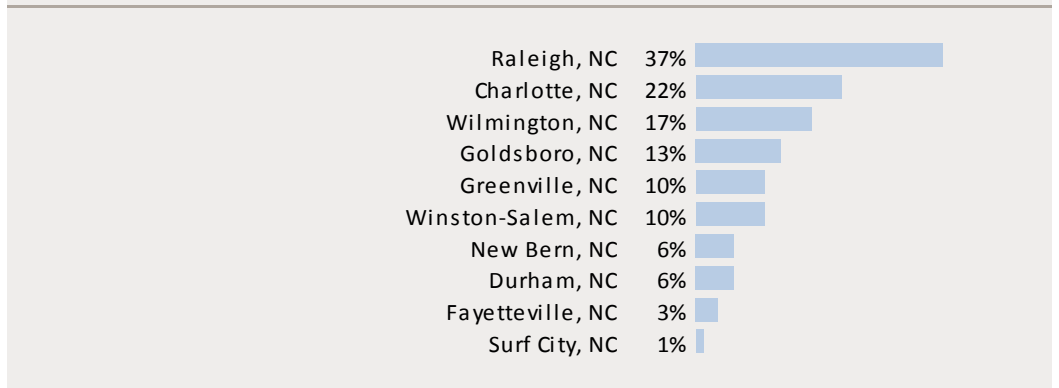 Raleigh, NC 37%
Charlotte, NC 22%
Wilmington, NC 17%
Goldsboro, NC 13%
Greenville, NC 10%
Winston-Salem, NC 10%
New Bern, NC 6%
Durham, NC 6%
Fayetteville, NC 3%
Surf City, NC 1%